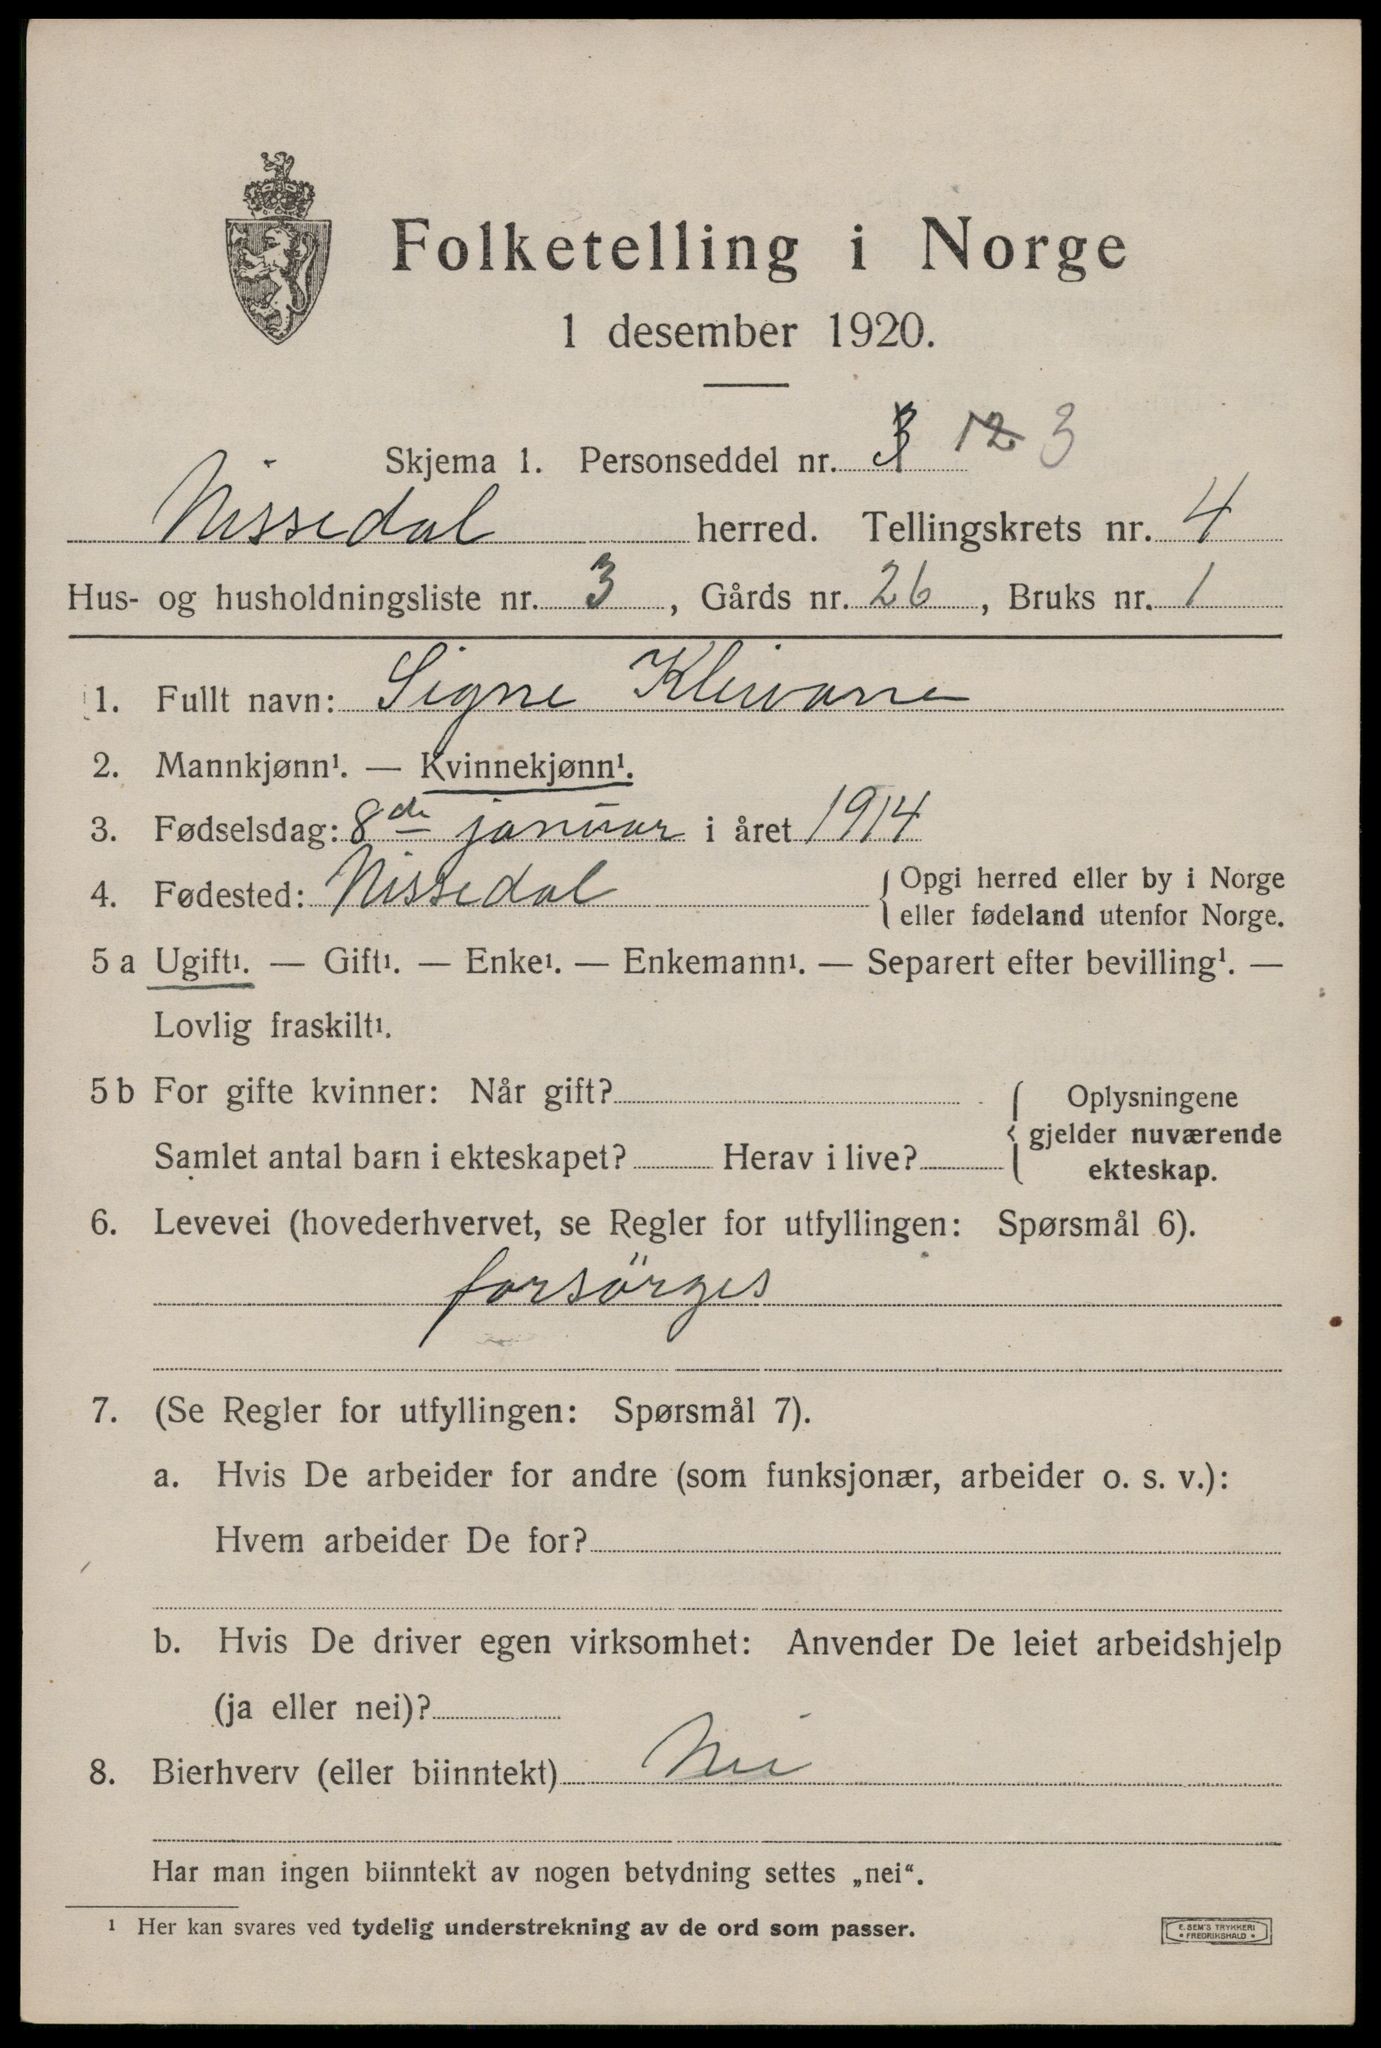 Folketelling i Norge
1 desember 1920.
Skjema 1. Personseddel nr. 3 12 3
Nissedal herred. Tellingskrets nr. 4
Hus- og husholdningsliste nr. 3, Gårds nr. 26, Bruks nr. 1
1. Fullt navn: Signe Kleivane
2. Mannkjønn¹. — Kvinnekjønn¹.
3. Fødselsdag: 8de januar i året 1914
4. Fødested: Nissedal { Opgi herred eller by i Norge
eller fødeland utenfor Norge.
5 a Ugift¹. — Gift¹. — Enke¹. — Enkemann¹. — Separert efter bevilling¹. —
Lovlig fraskilt¹.
5 b For gifte kvinner: Når gift? { Oplysningene
gjelder nuværende
Samlet antal barn i ekteskapet? Herav i live? ekteskap.
6. Levevei (hovederhvervet, se Regler for utfyllingen: Spørsmål 6).
forsörges
7. (Se Regler for utfyllingen: Spørsmål 7).
a. Hvis De arbeider for andre (som funksjonær, arbeider o. s. v.):
Hvem arbeider De for?
b. Hvis De driver egen virksomhet: Anvender De leiet arbeidshjelp
(ja eller nei)?
8. Bierhverv (eller biinntekt) Nei
Har man ingen biinntekt av nogen betydning settes „nei“.
¹ Her kan svares ved tydelig understrekning av de ord som passer.
E. SEM'S TRYKKERI
• FREDRIKSHALD •